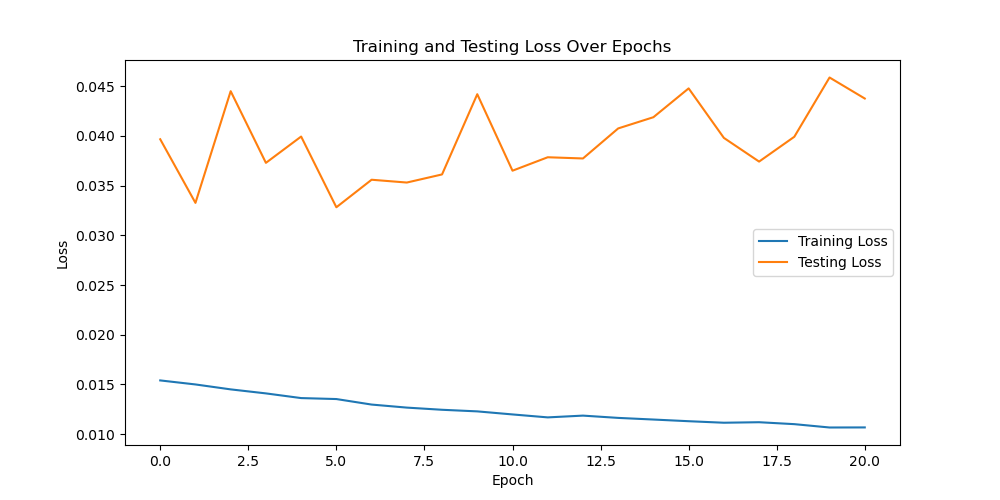 Training and Testing Loss Over Epochs
0.045
0.040
0.035
0.030
0.025
0.020
0.015
0.010
Loss
Training Loss
Testing Loss
0.0 2.5 5.0 7.5 10.0 12.5 15.0 17.5 20.0
Epoch